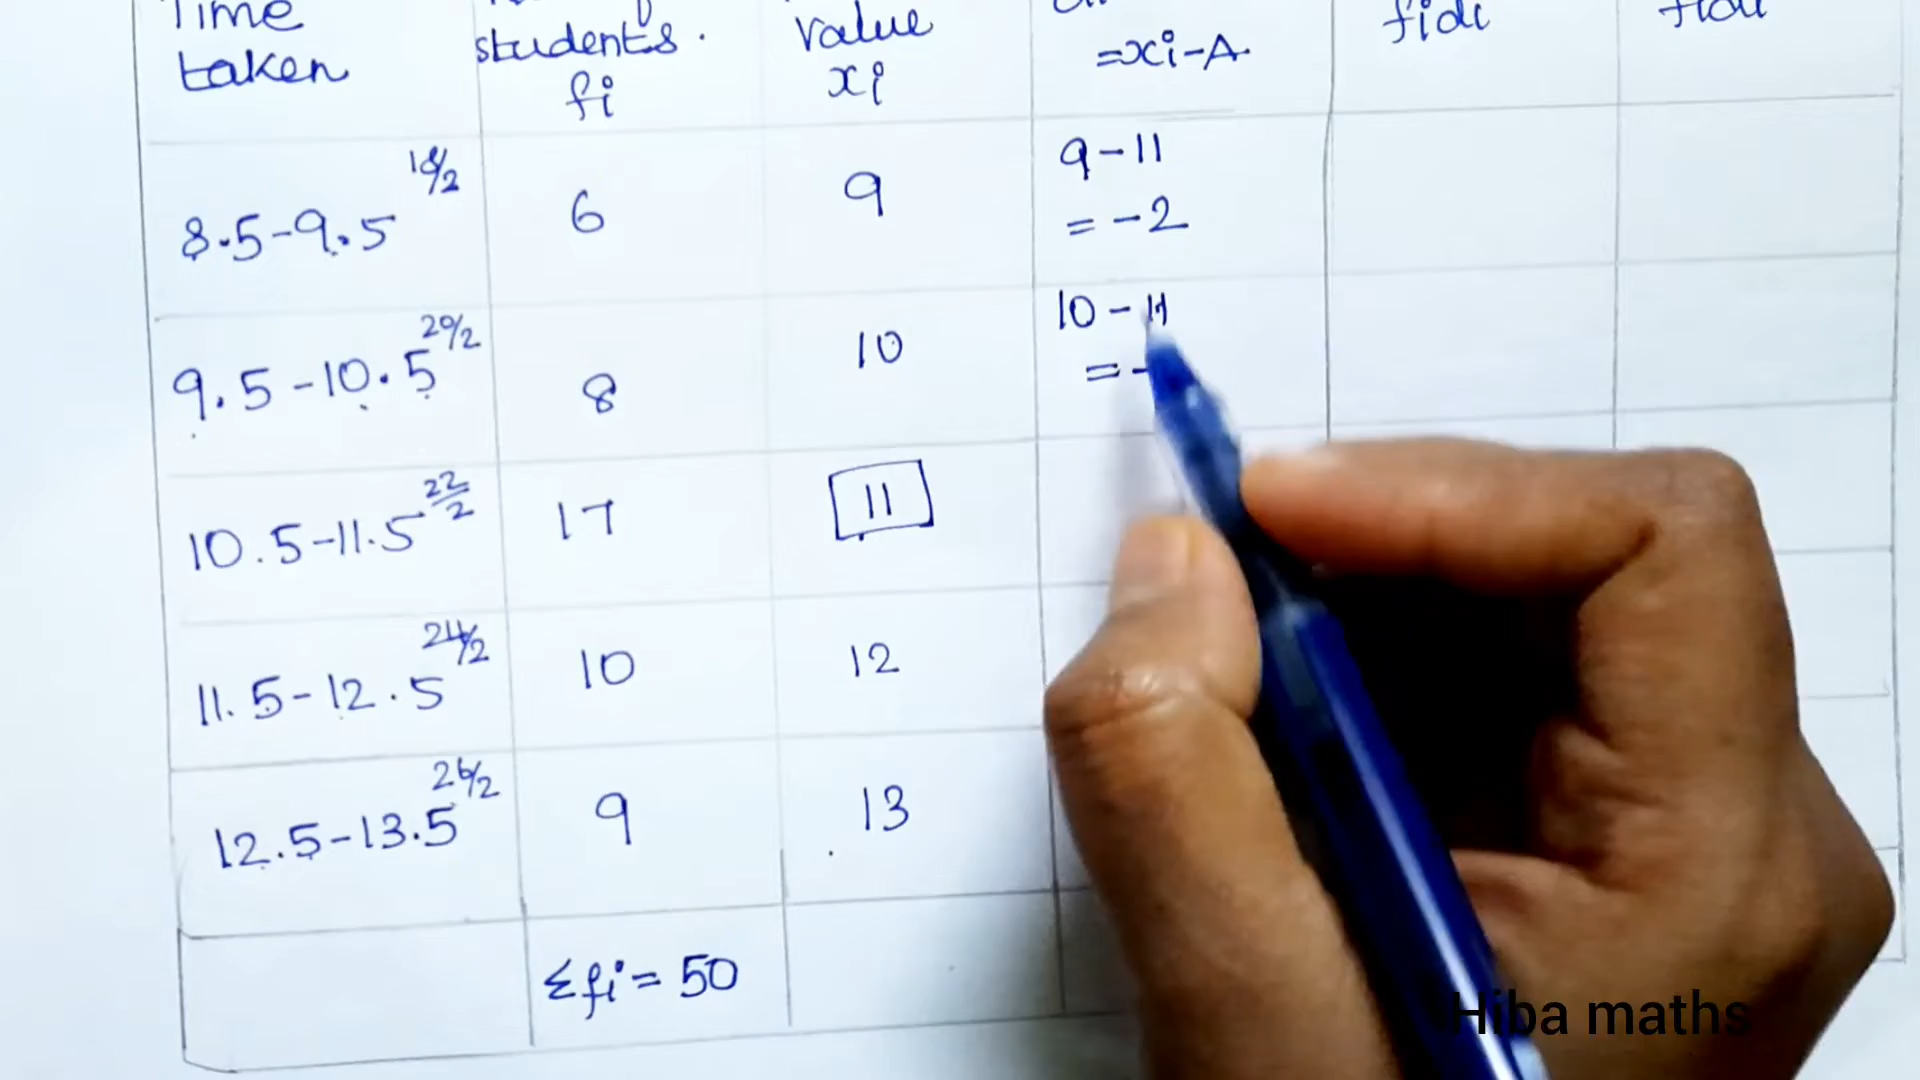 Time
taken
students.
fi
value
xi
=xi-A.
fidi
8.5-9.5
18/2
6
9
9-11
=-2
9.5-10.5
20/2
8
10
10-11
=-
10.5-11.5
22/2
17
11
11.5-12.5
24/2
10
12
12.5-13.5
26/2
9
13
Σfi=50
Hiba maths